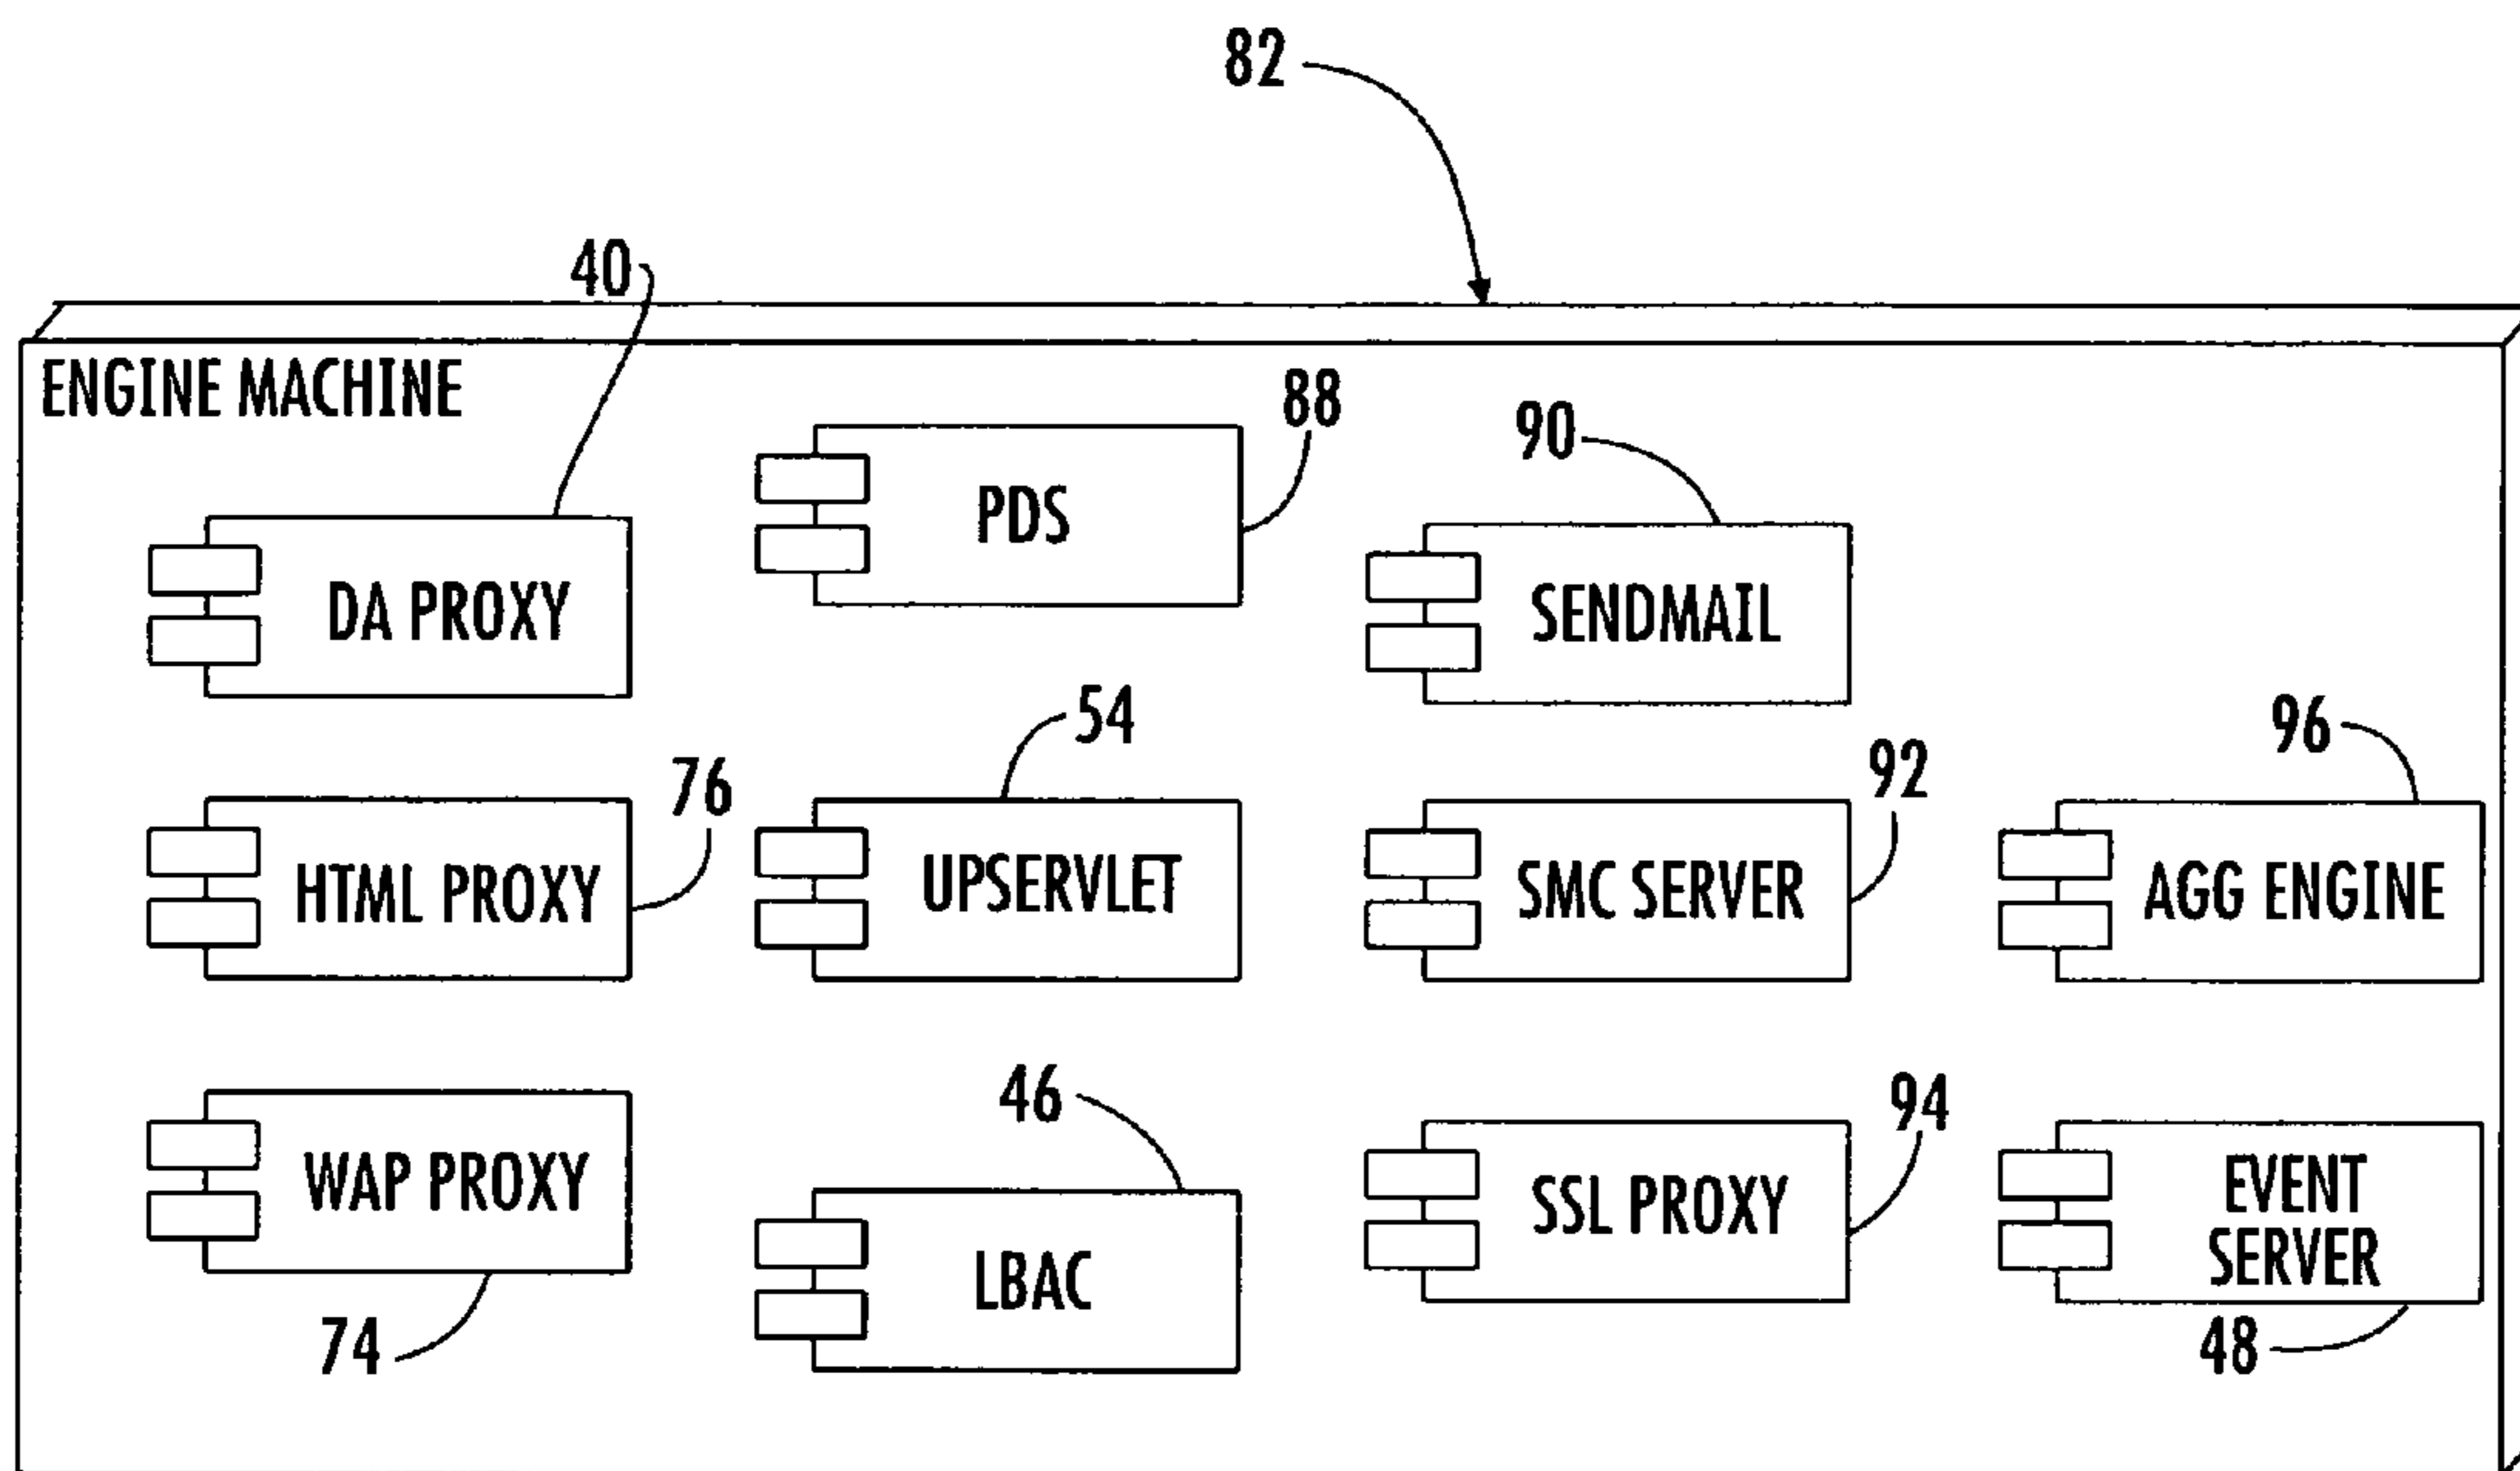 82
40
ENGINE MACHINE
88
90
PDS
DA PROXY
SENDMAIL
54
96
76
92
HTML PROXY
UPSERVLET
SMC SERVER
AGG ENGINE
46
94
WAP PROXY
SSL PROXY
EVENT
SERVER
LBAC
74
48